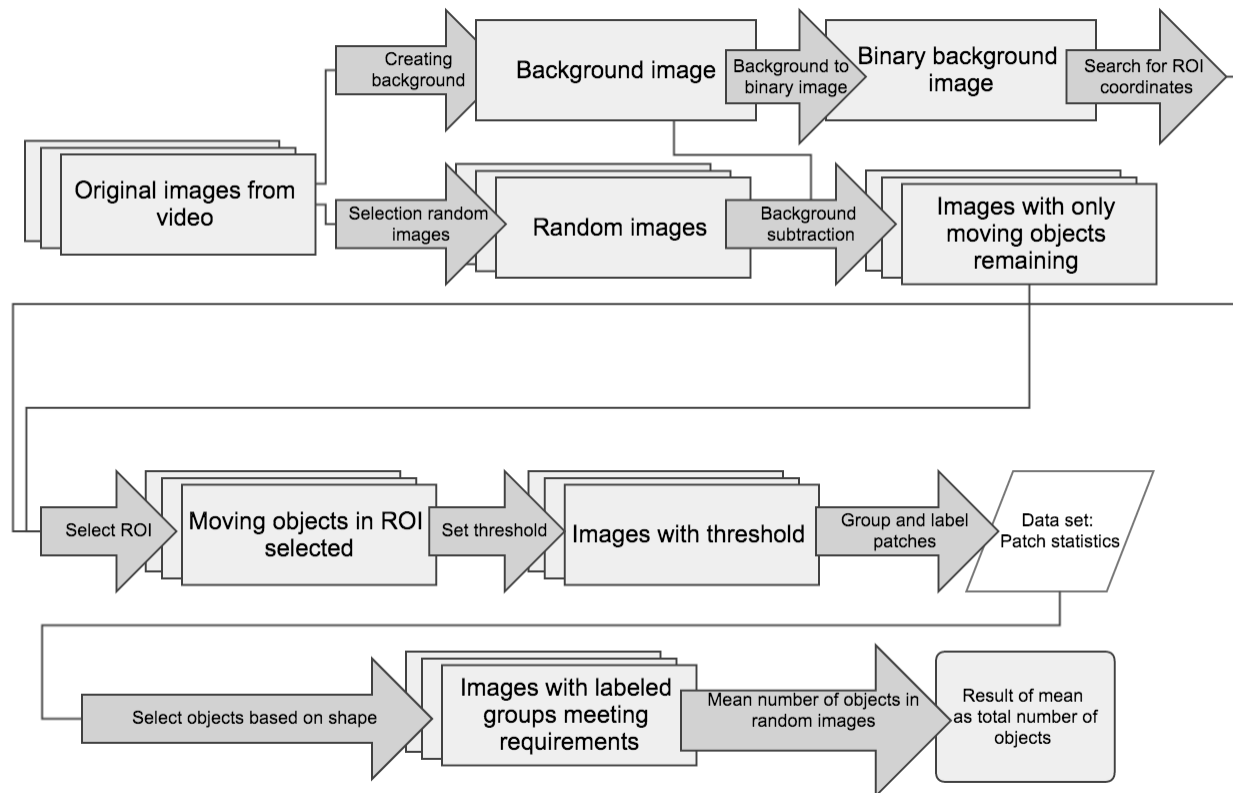 Creating
background
Background image
Background to
binary image
Binary background
image
Search for ROI
coordinates
Original images from
video
Selection random
images
Random images
Background
subtraction
Images with only
moving objects
remaining
Select ROI
Moving objects in ROI
selected
Set threshold
Images with threshold
Group and label
patches
Data set:
Patch statistics
Select objects based on shape
Images with labeled
groups meeting
requirements
Mean number of objects in
random images
Result of mean
as total number of
objects